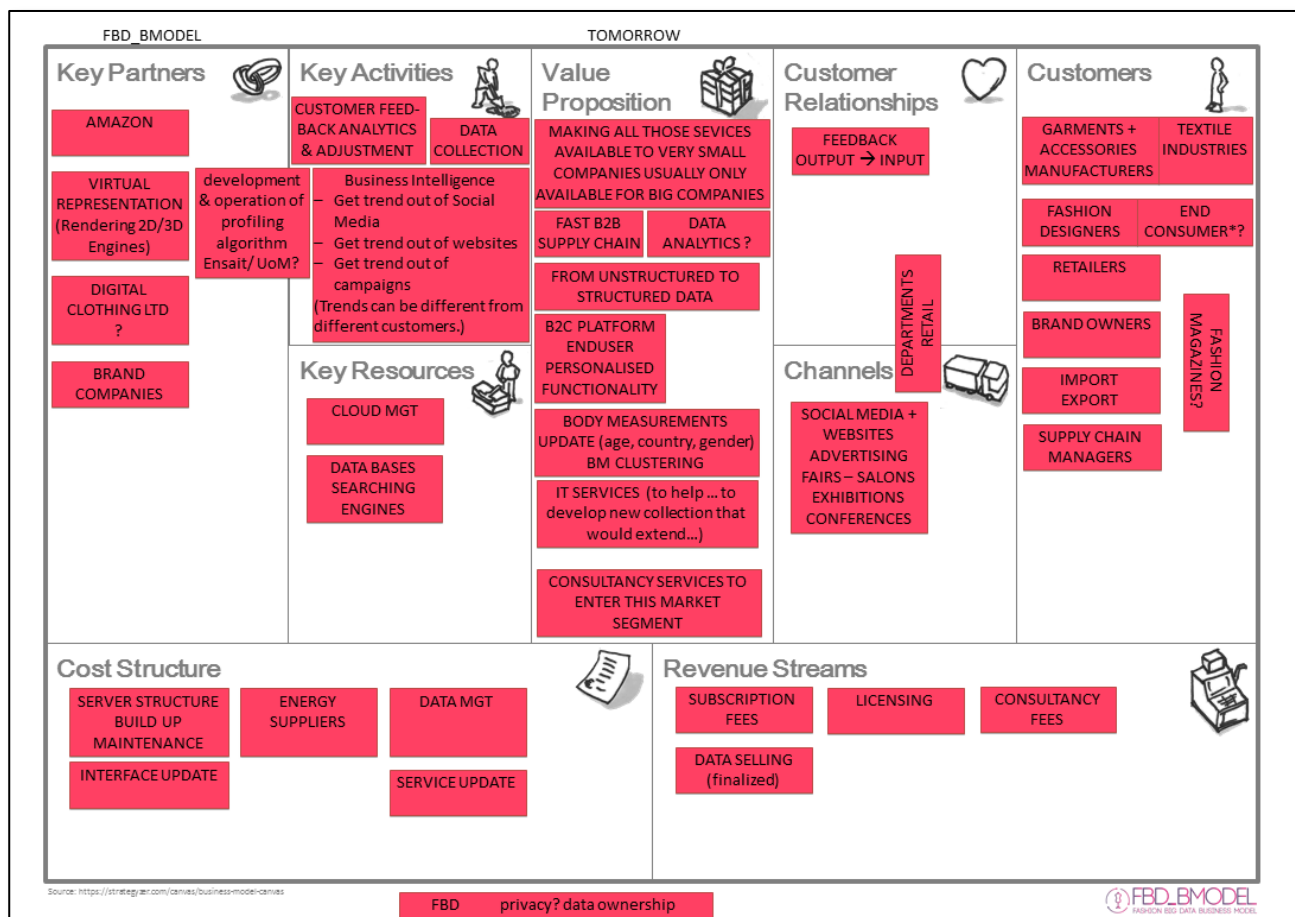 FBD_BMODEL
TOMORROW
Key Partners
AMAZON
VIRTUAL
REPRESENTATION
(Rendering 2D/3D
Engines)
development
& operation of
profiling
algorithm
Ensait/ UoM?
DIGITAL
CLOTHING LTD
?
BRAND
COMPANIES
Key Activities
CUSTOMER FEED-
BACK ANALYTICS
& ADJUSTMENT
DATA
COLLECTION
Business Intelligence
– Get trend out of Social
Media
– Get trend out of websites
– Get trend out of
campaigns
(Trends can be different from
different customers.)
Key Resources
CLOUD MGT
DATA BASES
SEARCHING
ENGINES
Value
Proposition
MAKING ALL THOSE SEVICES
AVAILABLE TO VERY SMALL
COMPANIES USUALLY ONLY
AVAILABLE FOR BIG COMPANIES
FAST B2B
SUPPLY CHAIN
DATA
ANALYTICS ?
FROM UNSTRUCTURED TO
STRUCTURED DATA
B2C PLATFORM
ENDUSER
PERSONALISED
FUNCTIONALITY
BODY MEASUREMENTS
UPDATE (age, country, gender)
BM CLUSTERING
IT SERVICES (to help ... to
develop new collection that
would extend...)
CONSULTANCY SERVICES TO
ENTER THIS MARKET
SEGMENT
Customer
Relationships
FEEDBACK
OUTPUT → INPUT
DEPARTMENTS
RETAIL
Channels
SOCIAL MEDIA +
WEBSITES
ADVERTISING
FAIRS – SALONS
EXHIBITIONS
CONFERENCES
Customers
GARMENTS +
ACCESSORIES
MANUFACTURERS
TEXTILE
INDUSTRIES
FASHION
DESIGNERS
END
CONSUMER*?
RETAILERS
BRAND OWNERS
IMPORT
EXPORT
SUPPLY CHAIN
MANAGERS
FASHION
MAGAZINES?
Cost Structure
SERVER STRUCTURE
BUILD UP
MAINTENANCE
ENERGY
SUPPLIERS
DATA MGT
INTERFACE UPDATE
SERVICE UPDATE
Revenue Streams
SUBSCRIPTION
FEES
LICENSING
CONSULTANCY
FEES
DATA SELLING
(finalized)
Source: https://strategyzer.com/canvas/business-model-canvas
FBD privacy? data ownership
FBD_BMODEL
FASHION BIG DATA BUSINESS MODEL